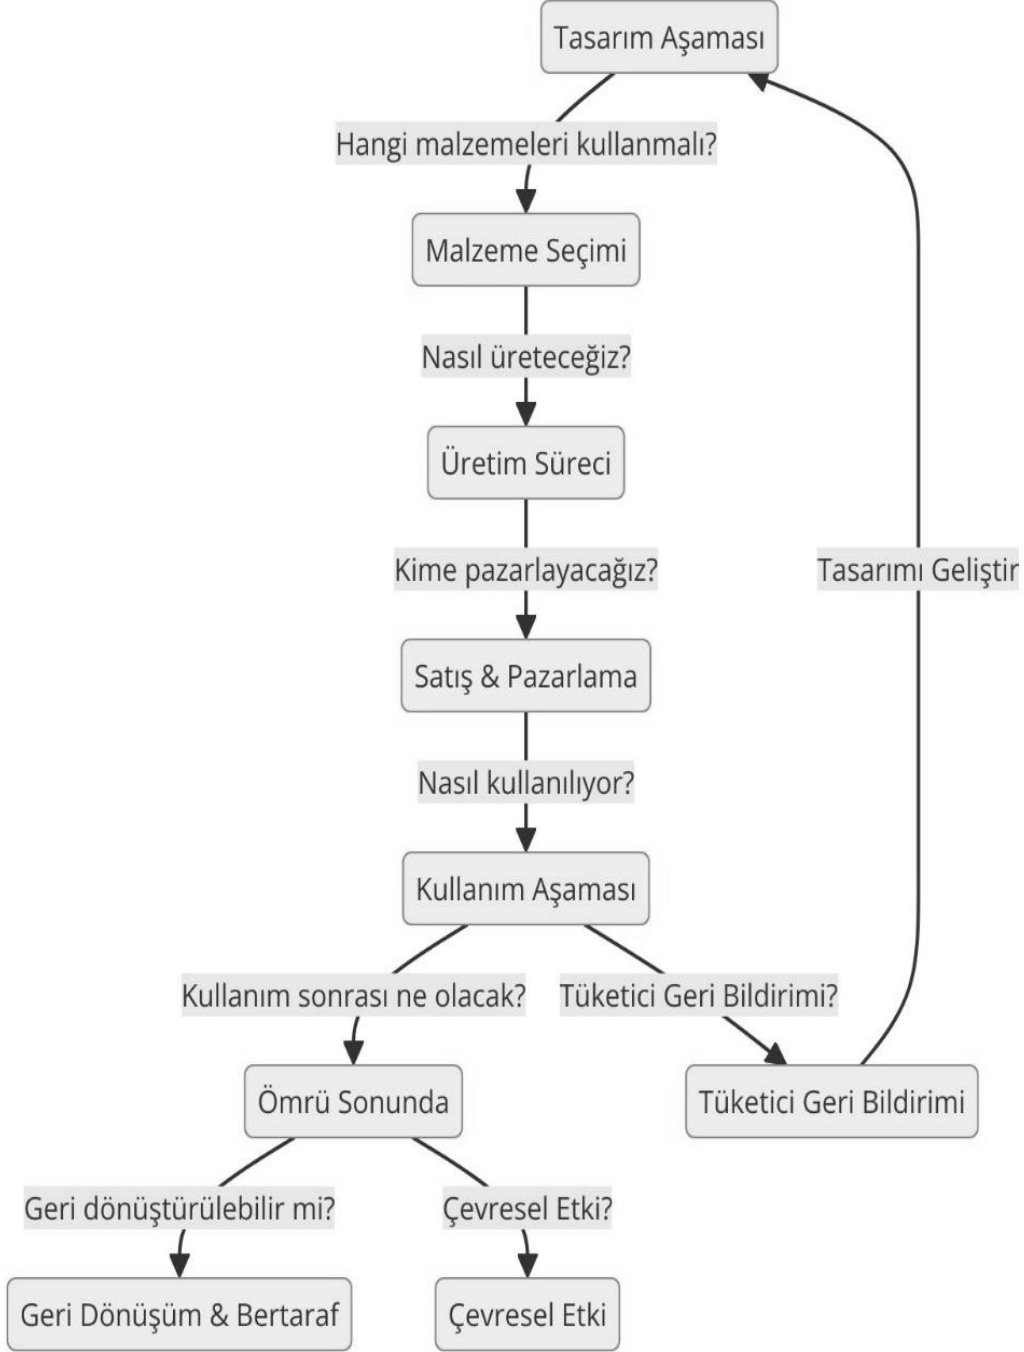 Tasarım Aşaması
Hangi malzemeleri kullanmalı?
Malzeme Seçimi
Nasıl üreteceğiz?
Üretim Süreci
Kime pazarlayacağız?
Tasarımı Geliştir
Satış & Pazarlama
Nasıl kullanılıyor?
Kullanım Aşaması
Kullanım sonrası ne olacak?
Tüketici Geri Bildirimi?
Ömrü Sonunda
Tüketici Geri Bildirimi
Geri dönüştürülebilir mi?
Çevresel Etki?
Geri Dönüşüm & Bertaraf
Çevresel Etki